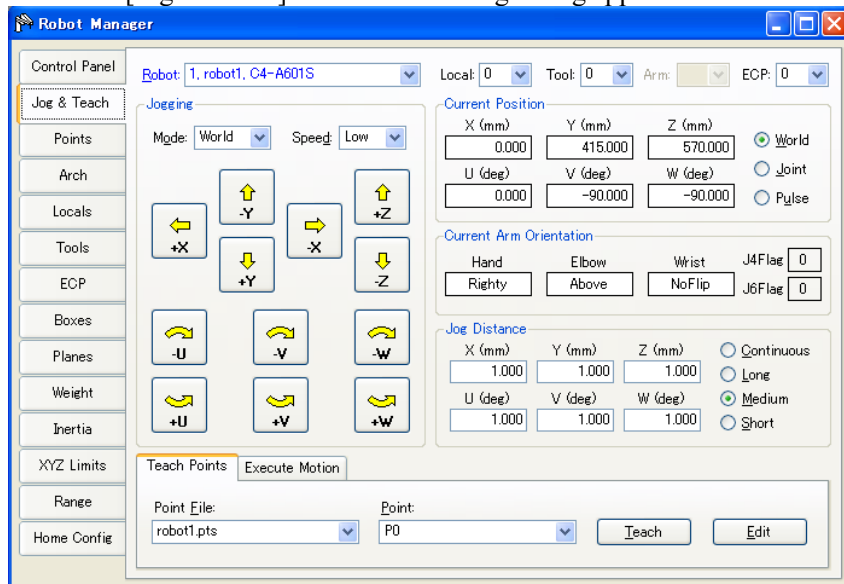 Robot Manager
Control Panel
Jog & Teach
Points
Arch
Locals
Tools
ECP
Boxes
Planes
Weight
Inertia
XYZ Limits
Range
Home Config
Robot: 1, robot1, C4-A601S
Local: 0 Tool: 0 Arm: ECP: 0
Jogging
Mode: World Speed: Low
-Y +Z
+X -X
+Y -Z
-U -V -W
+U +V +W
Current Position
X (mm) Y (mm) Z (mm)
0.000 415.000 570.000
U (deg) V (deg) W (deg)
0.000 -90.000 -90.000
World
Joint
Pulse
Current Arm Orientation
Hand Elbow Wrist
Righty Above NoFlip
J4Flag 0
J6Flag 0
Jog Distance
X (mm) Y (mm) Z (mm)
1.000 1.000 1.000
U (deg) V (deg) W (deg)
1.000 1.000 1.000
Continuous
Long
Medium
Short
Teach Points Execute Motion
Point File: Point:
robot1.pts P0 Teach Edit